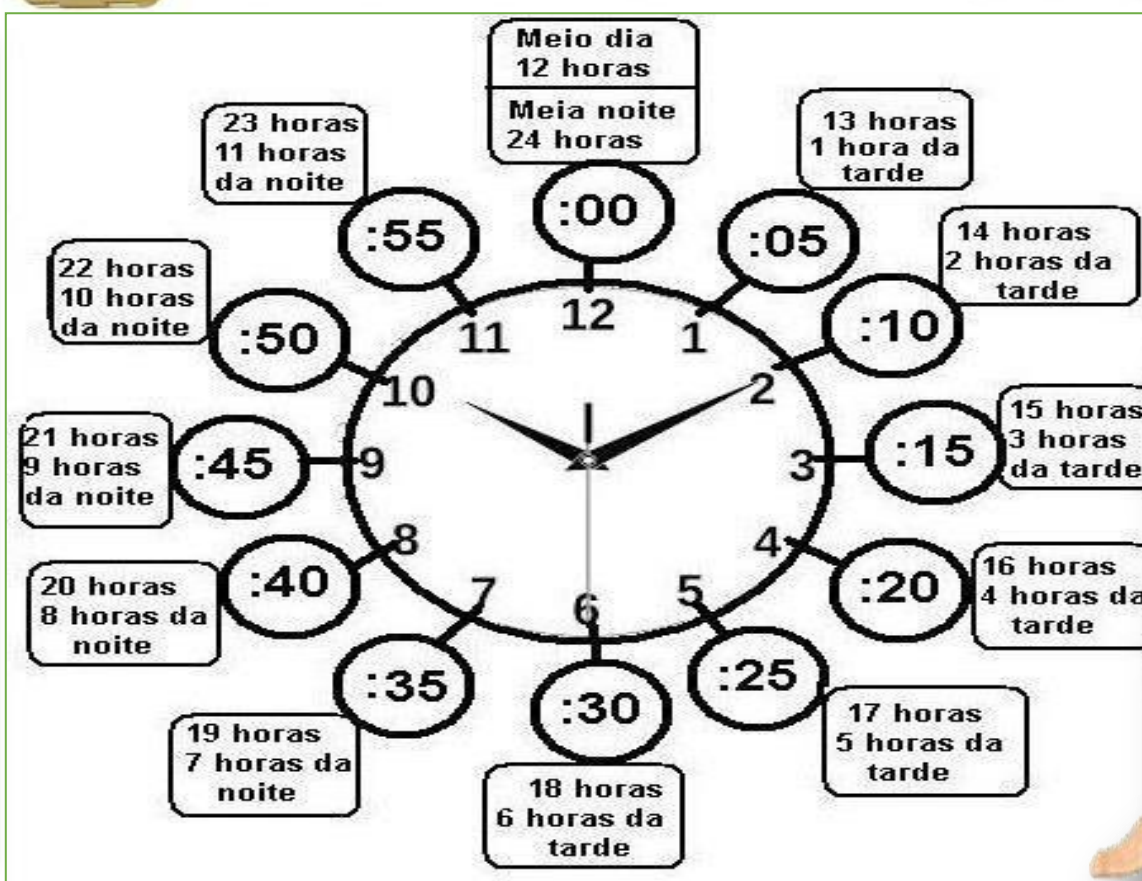 Meio dia
12 horas
Meia noite
24 horas
:00
12
13 horas
1 hora da
tarde
:05
1
14 horas
2 horas da
tarde
:10
2
15 horas
3 horas
da tarde
:15
3
16 horas
4 horas da
tarde
:20
4
17 horas
5 horas da
tarde
:25
5
18 horas
6 horas da
tarde
:30
6
19 horas
7 horas da
noite
:35
7
20 horas
8 horas da
noite
:40
8
21 horas
9 horas
da noite
:45
9
22 horas
10 horas
da noite
:50
10
23 horas
11 horas
da noite
:55
11